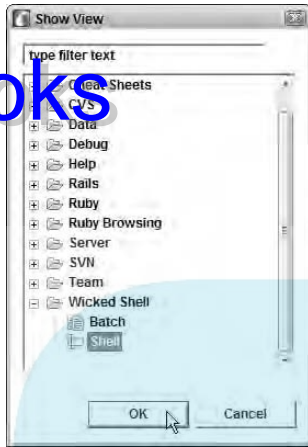 Show View
type filter text
oks
Cheat Sheets
CVS
Data
Debug
Help
Rails
Ruby
Ruby Browsing
Server
SVN
Team
Wicked Shell
Batch
Shell
OK Cancel